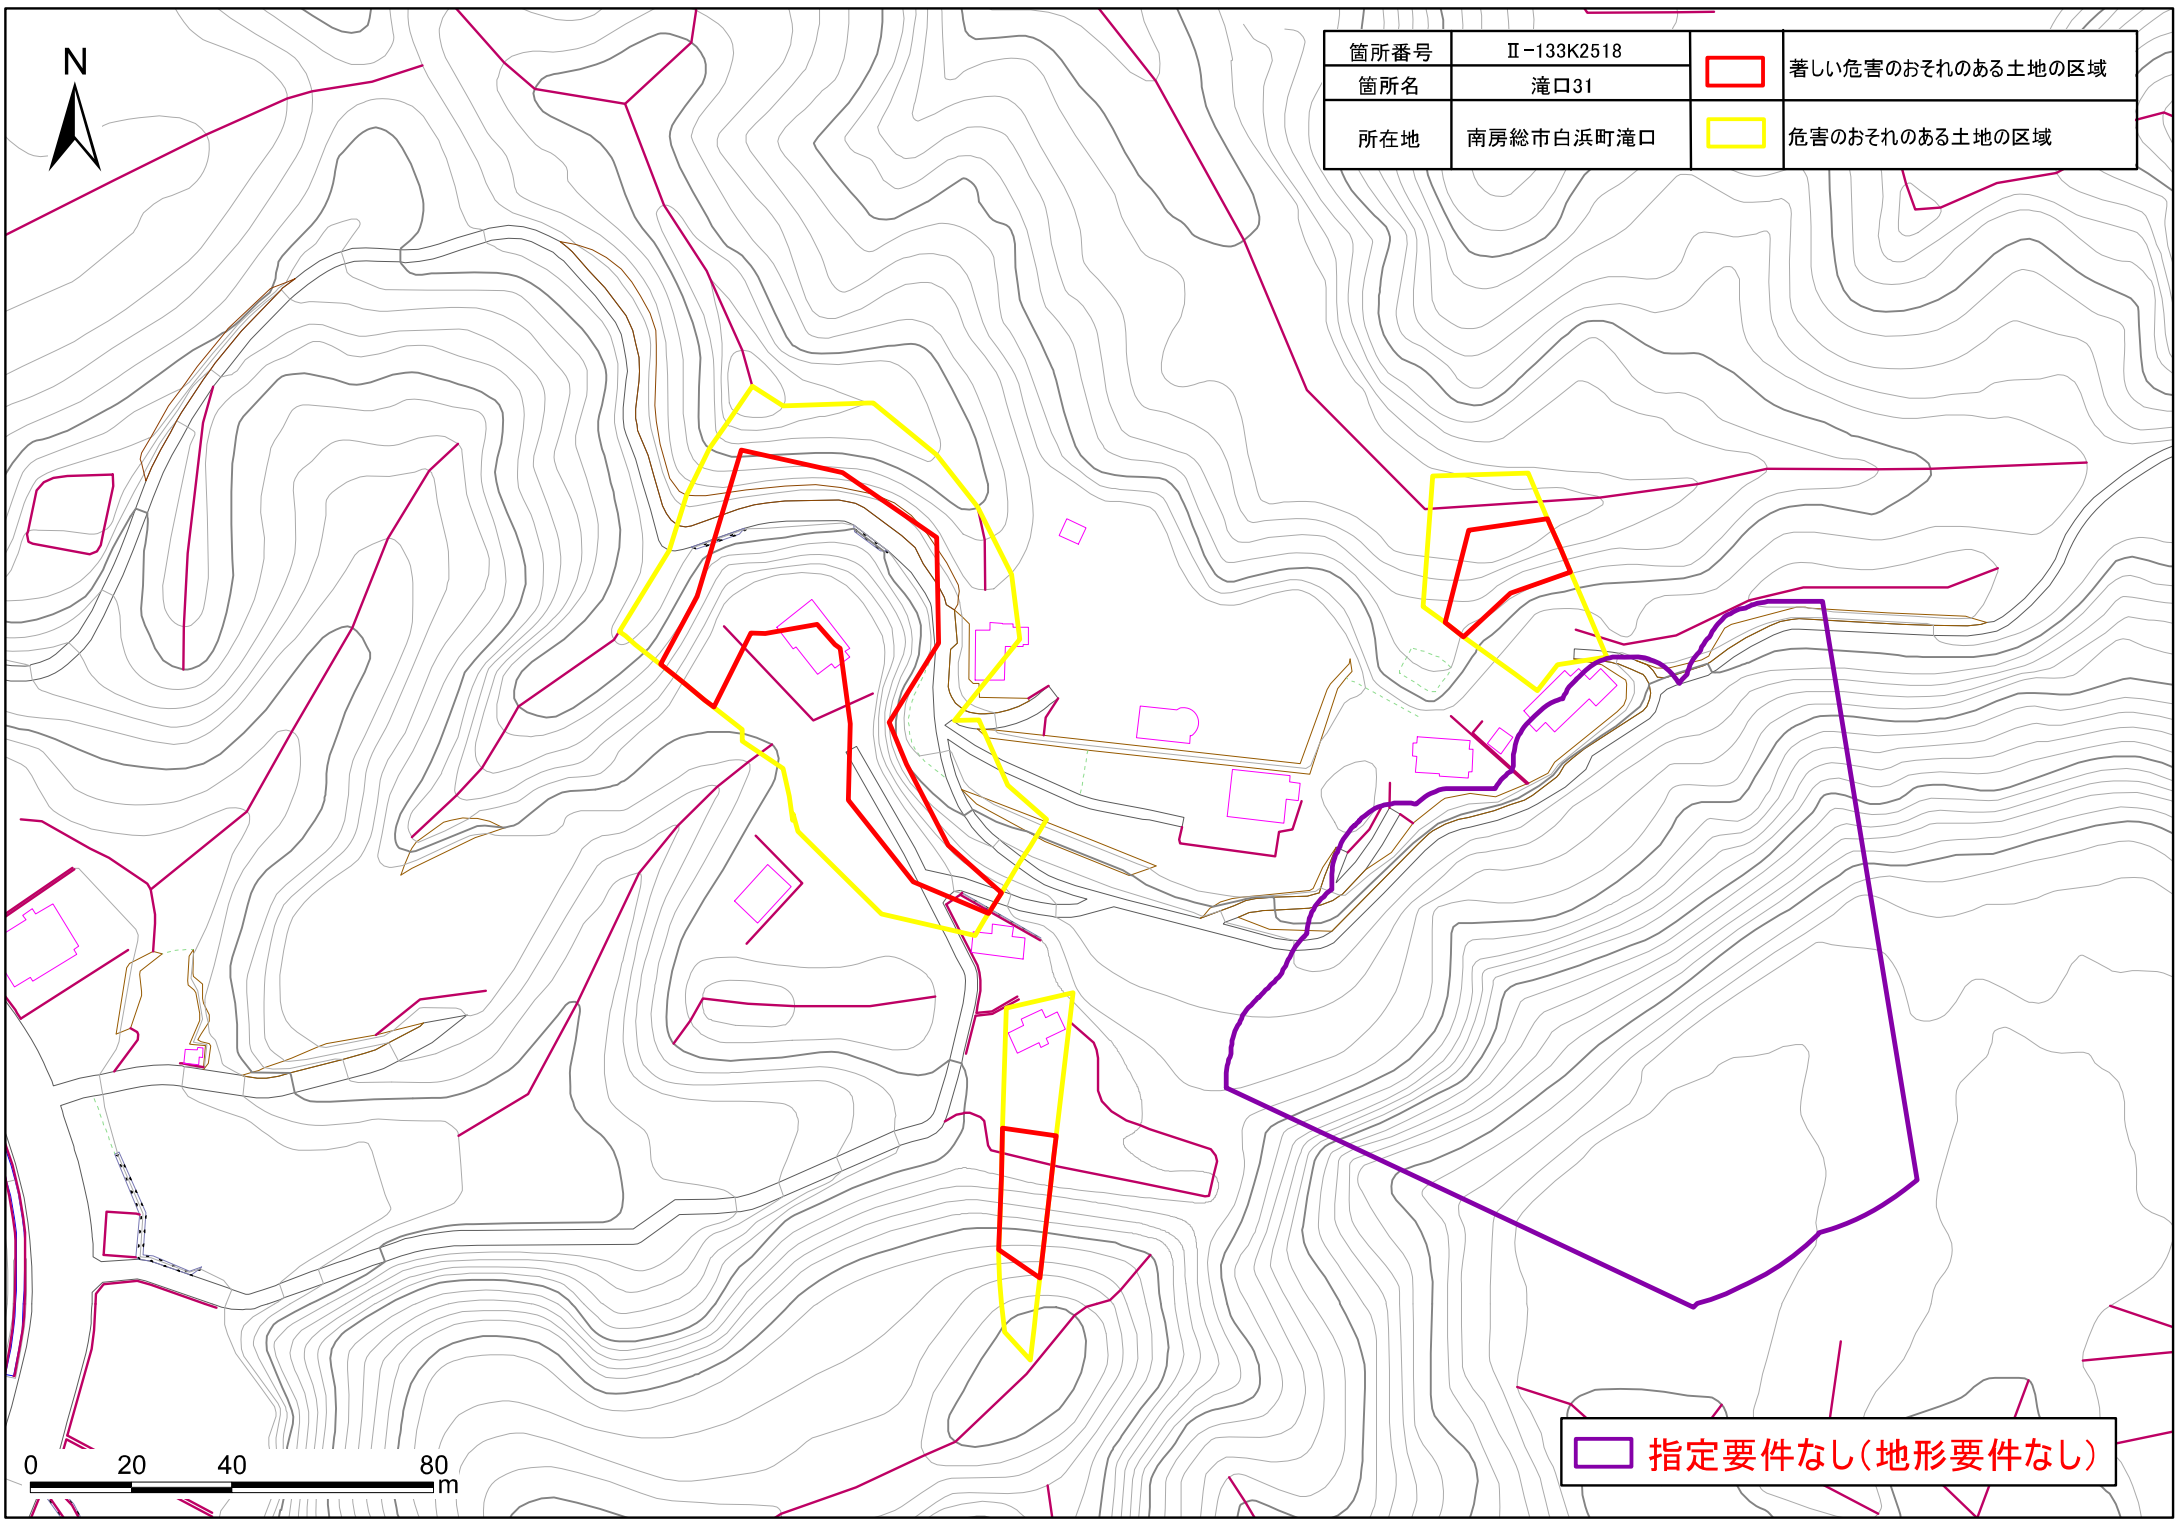 N
箇所番号 Ⅱ-133K2518
箇所名 滝口31
所在地 南房総市白浜町滝口
著しい危害のおそれのある土地の区域
危害のおそれのある土地の区域
0 20 40 80
m
指定要件なし(地形要件なし)